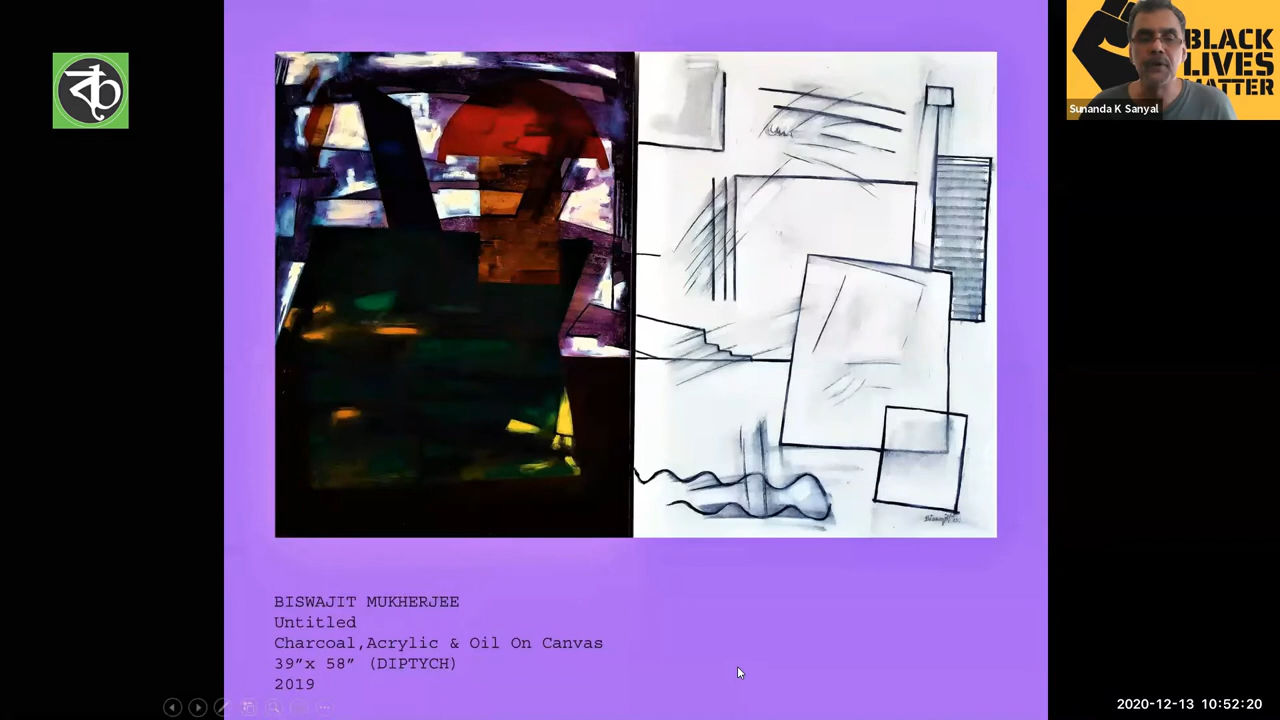 ক
BLACK
LIVES
MATTER
Sunanda K Sanyal
BISWAJIT MUKHERJEE
Untitled
Charcoal,Acrylic & Oil On Canvas
39”x 58” (DIPTYCH)
2019
2020-12-13 10:52:20